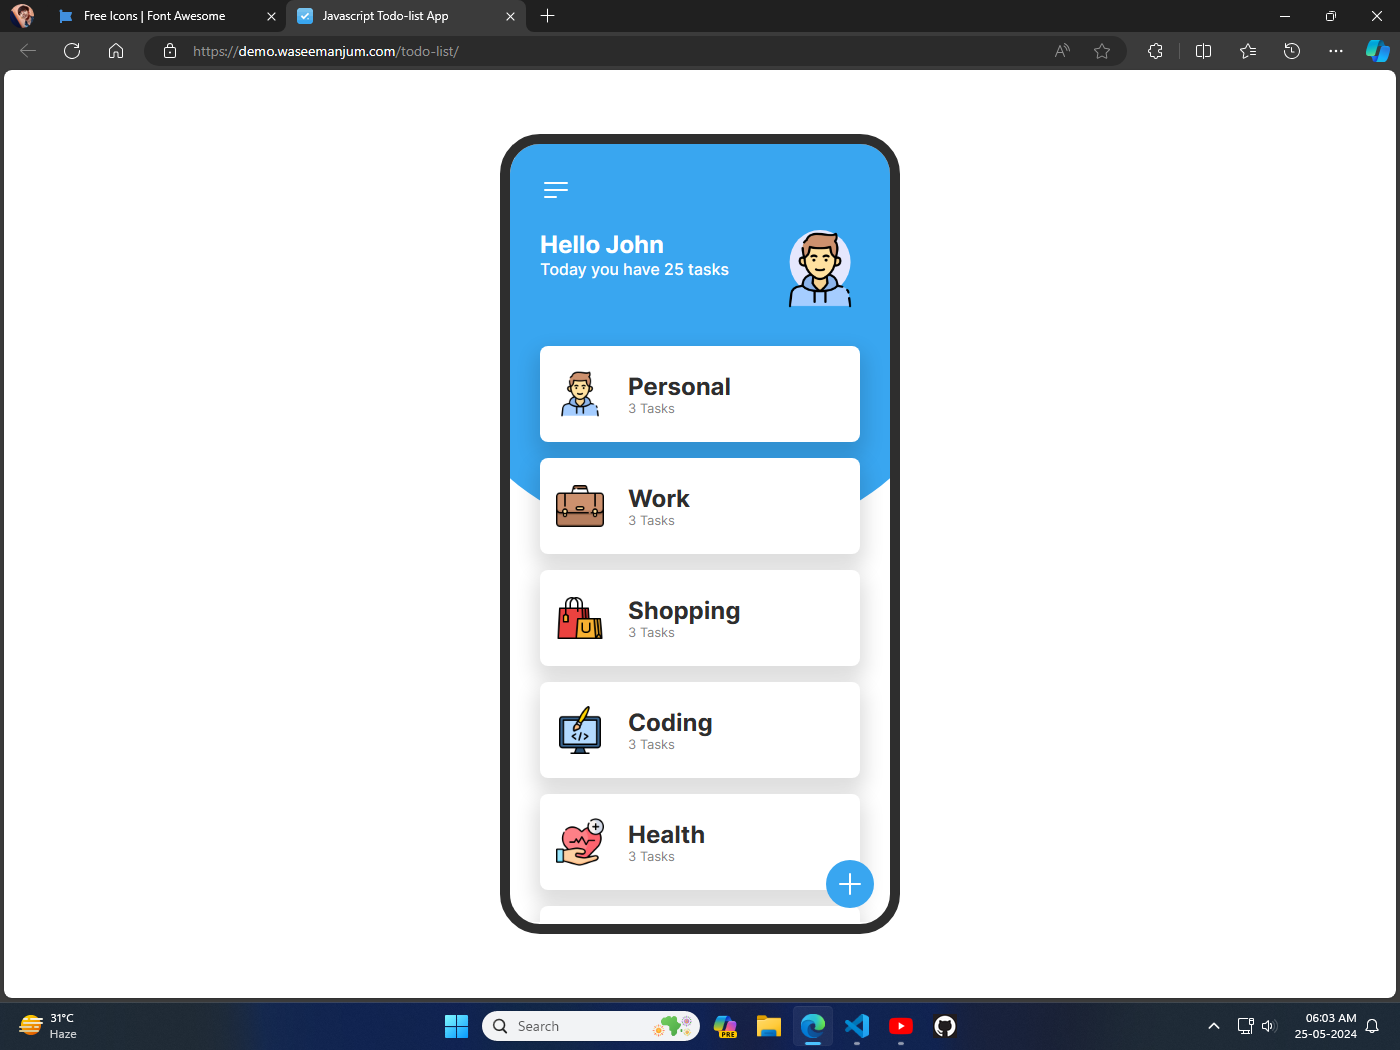 Free Icons | Font Awesome
Javascript Todo-list App
https://demo.waseemanjum.com/todo-list/
Hello John
Today you have 25 tasks
Personal
3 Tasks
Work
3 Tasks
Shopping
3 Tasks
Coding
3 Tasks
Health
3 Tasks
31°C
Haze
Search
PRE
06:03 AM
25-05-2024